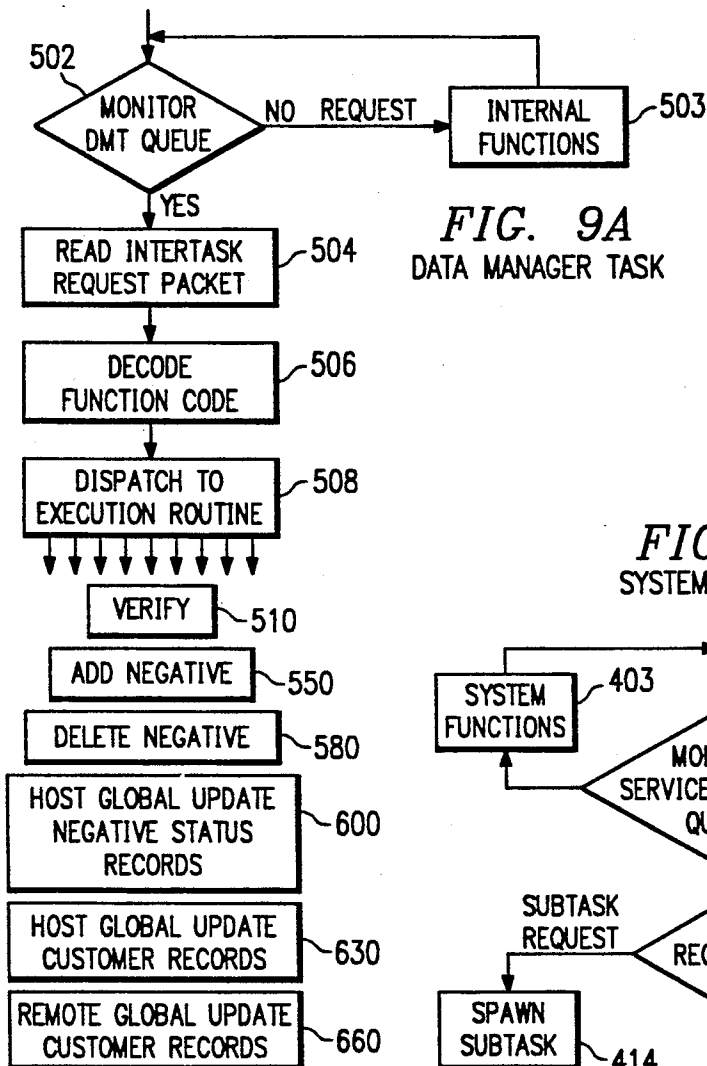 502
MONITOR
DMT QUEUE
NO REQUEST
INTERNAL
FUNCTIONS
503
YES
FIG. 9A
DATA MANAGER TASK
READ INTERTASK
REQUEST PACKET
504
DECODE
FUNCTION CODE
506
DISPATCH TO
EXECUTION ROUTINE
508
VERIFY
510
ADD NEGATIVE
550
DELETE NEGATIVE
580
HOST GLOBAL UPDATE
NEGATIVE STATUS
RECORDS
600
HOST GLOBAL UPDATE
CUSTOMER RECORDS
630
REMOTE GLOBAL UPDATE
CUSTOMER RECORDS
660
SYSTEM
SYSTEM
FUNCTIONS
403
SERVICE
SUBTASK
REQUEST
SPAWN
SUBTASK
414